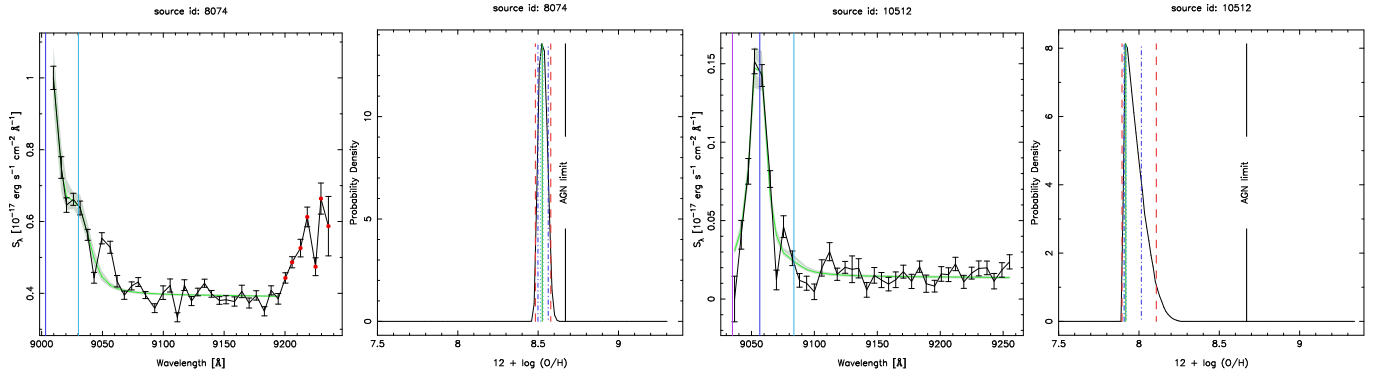 source id: 8074
S_λ [10⁻¹⁷ erg s⁻¹ cm⁻² Å⁻¹]
1
0.8
0.6
0.4
9000 9050 9100 9150 9200
Wavelength [Å]
source id: 8074
Probability Density
10
5
0
AGN limit
7.5 8 8.5 9
12 + log (O/H)
source id: 10512
S_λ [10⁻¹⁷ erg s⁻¹ cm⁻² Å⁻¹]
0.15
0.1
0.05
0
9050 9100 9150 9200 9250
Wavelength [Å]
source id: 10512
Probability Density
8
6
4
2
0
AGN limit
7.5 8 8.5 9
12 + log (O/H)